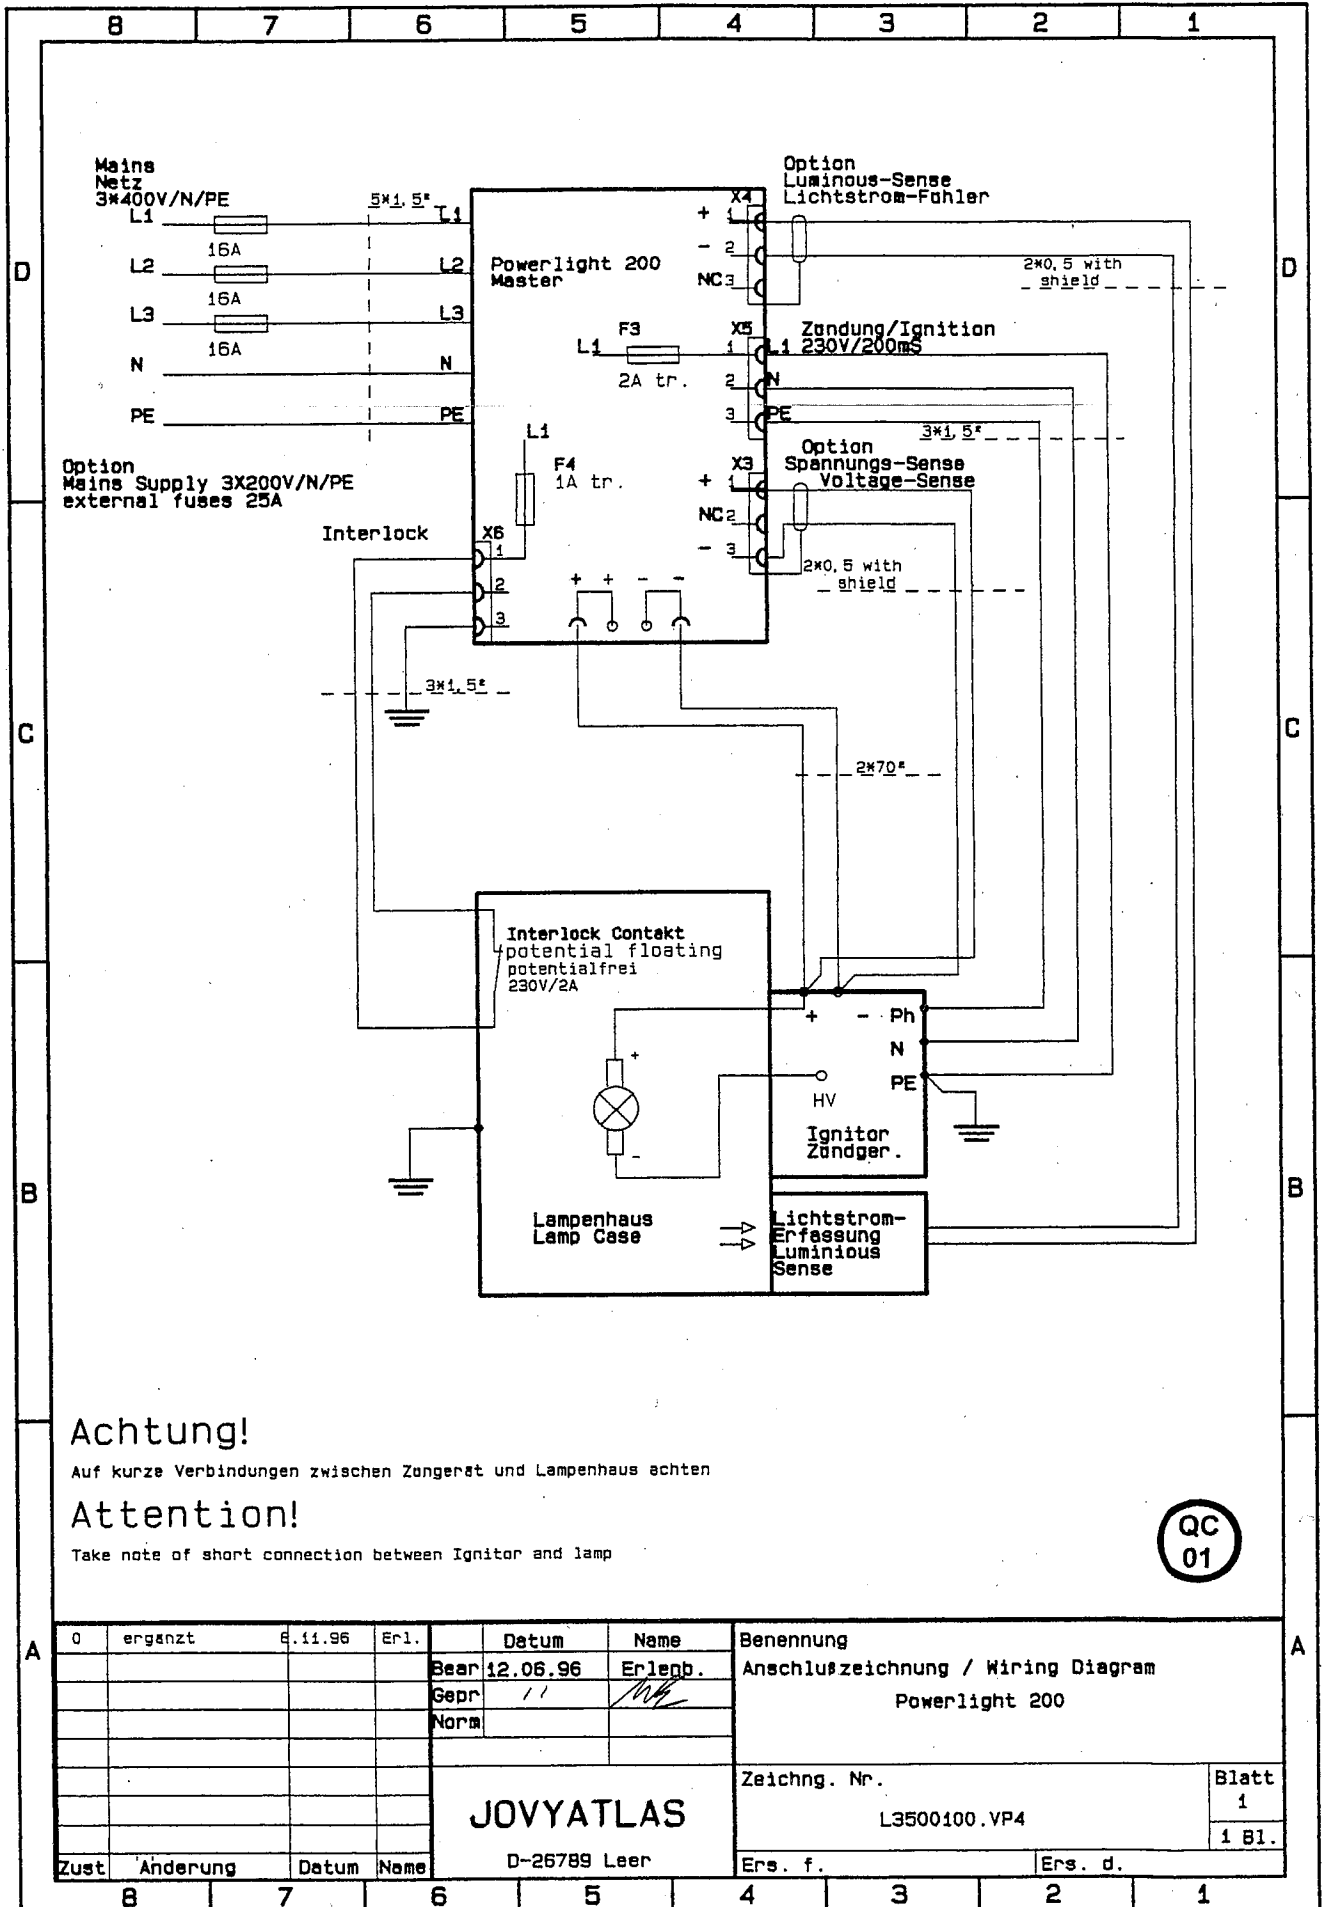 8 7 6 5 4 3 2 1
Mains
Netz
3*400V/N/PE
5*1,5²
L1
L1
16A
L2
L2
16A
L3
L3
16A
N
N
PE
PE
Option
Mains Supply 3X200V/N/PE
external fuses 25A
Powerlight 200
Master
L1
F3
2A tr.
L1
F4
1A tr.
Interlock
X6
1
2
3
+ + - -
Option
Luminous-Sense
Lichtstrom-Fühler
X4
+ 1
- 2
NC 3
2*0,5 with
shield
X5
Zündung/Ignition
230V/200mS
1 L1
2 N
3 PE
3*1,5²
Option
Spannungs-Sense
Voltage-Sense
X3
+ 1
NC 2
- 3
2*0,5 with
shield
3*1,5²
2*70²
D
D
C
C
B
B
A
A
Interlock Contakt
potential floating
potentialfrei
230V/2A
+
-
+ - Ph
N
PE
HV
Ignitor
Zündger.
Lampenhaus
Lamp Case
Lichtstrom-
Erfassung
Luminious
Sense
Achtung!
Auf kurze Verbindungen zwischen Züngerät und Lampenhaus achten
Attention!
Take note of short connection between Ignitor and lamp
QC
01
0 ergänzt 6.11.96 Erl.
Zust Änderung Datum Name
Datum Name
Bear 12.06.96 Erlenb.
Gepr
Norm
JOVYATLAS
D-26789 Leer
Benennung
Anschlußzeichnung / Wiring Diagram
Powerlight 200
Zeichng. Nr.
L3500100.VP4
Blatt
1
1 Bl.
Ers. f.
Ers. d.
8 7 6 5 4 3 2 1